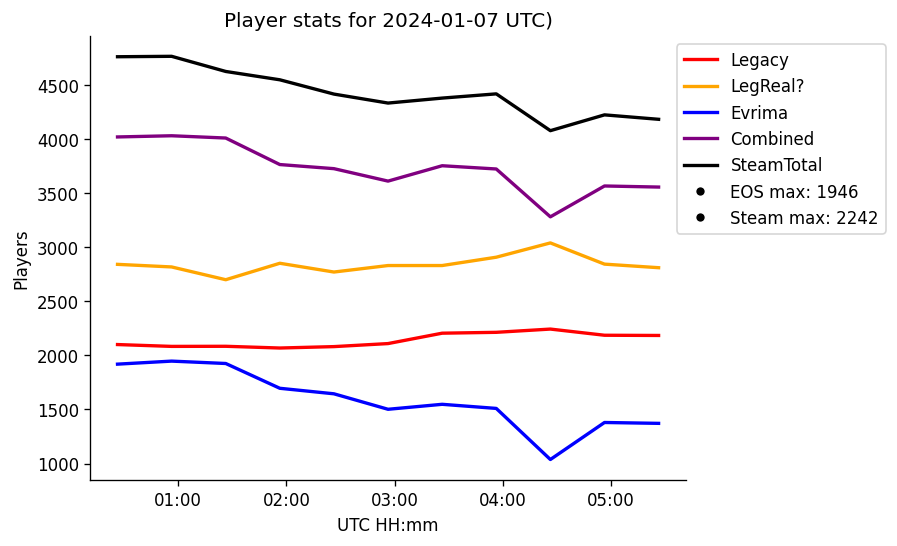 Player stats for 2024-01-07 UTC)
Legacy
LegReal?
Evrima
Combined
SteamTotal
EOS max: 1946
Steam max: 2242
Players
4500
4000
3500
3000
2500
2000
1500
1000
01:00
02:00
03:00
04:00
05:00
UTC HH:mm